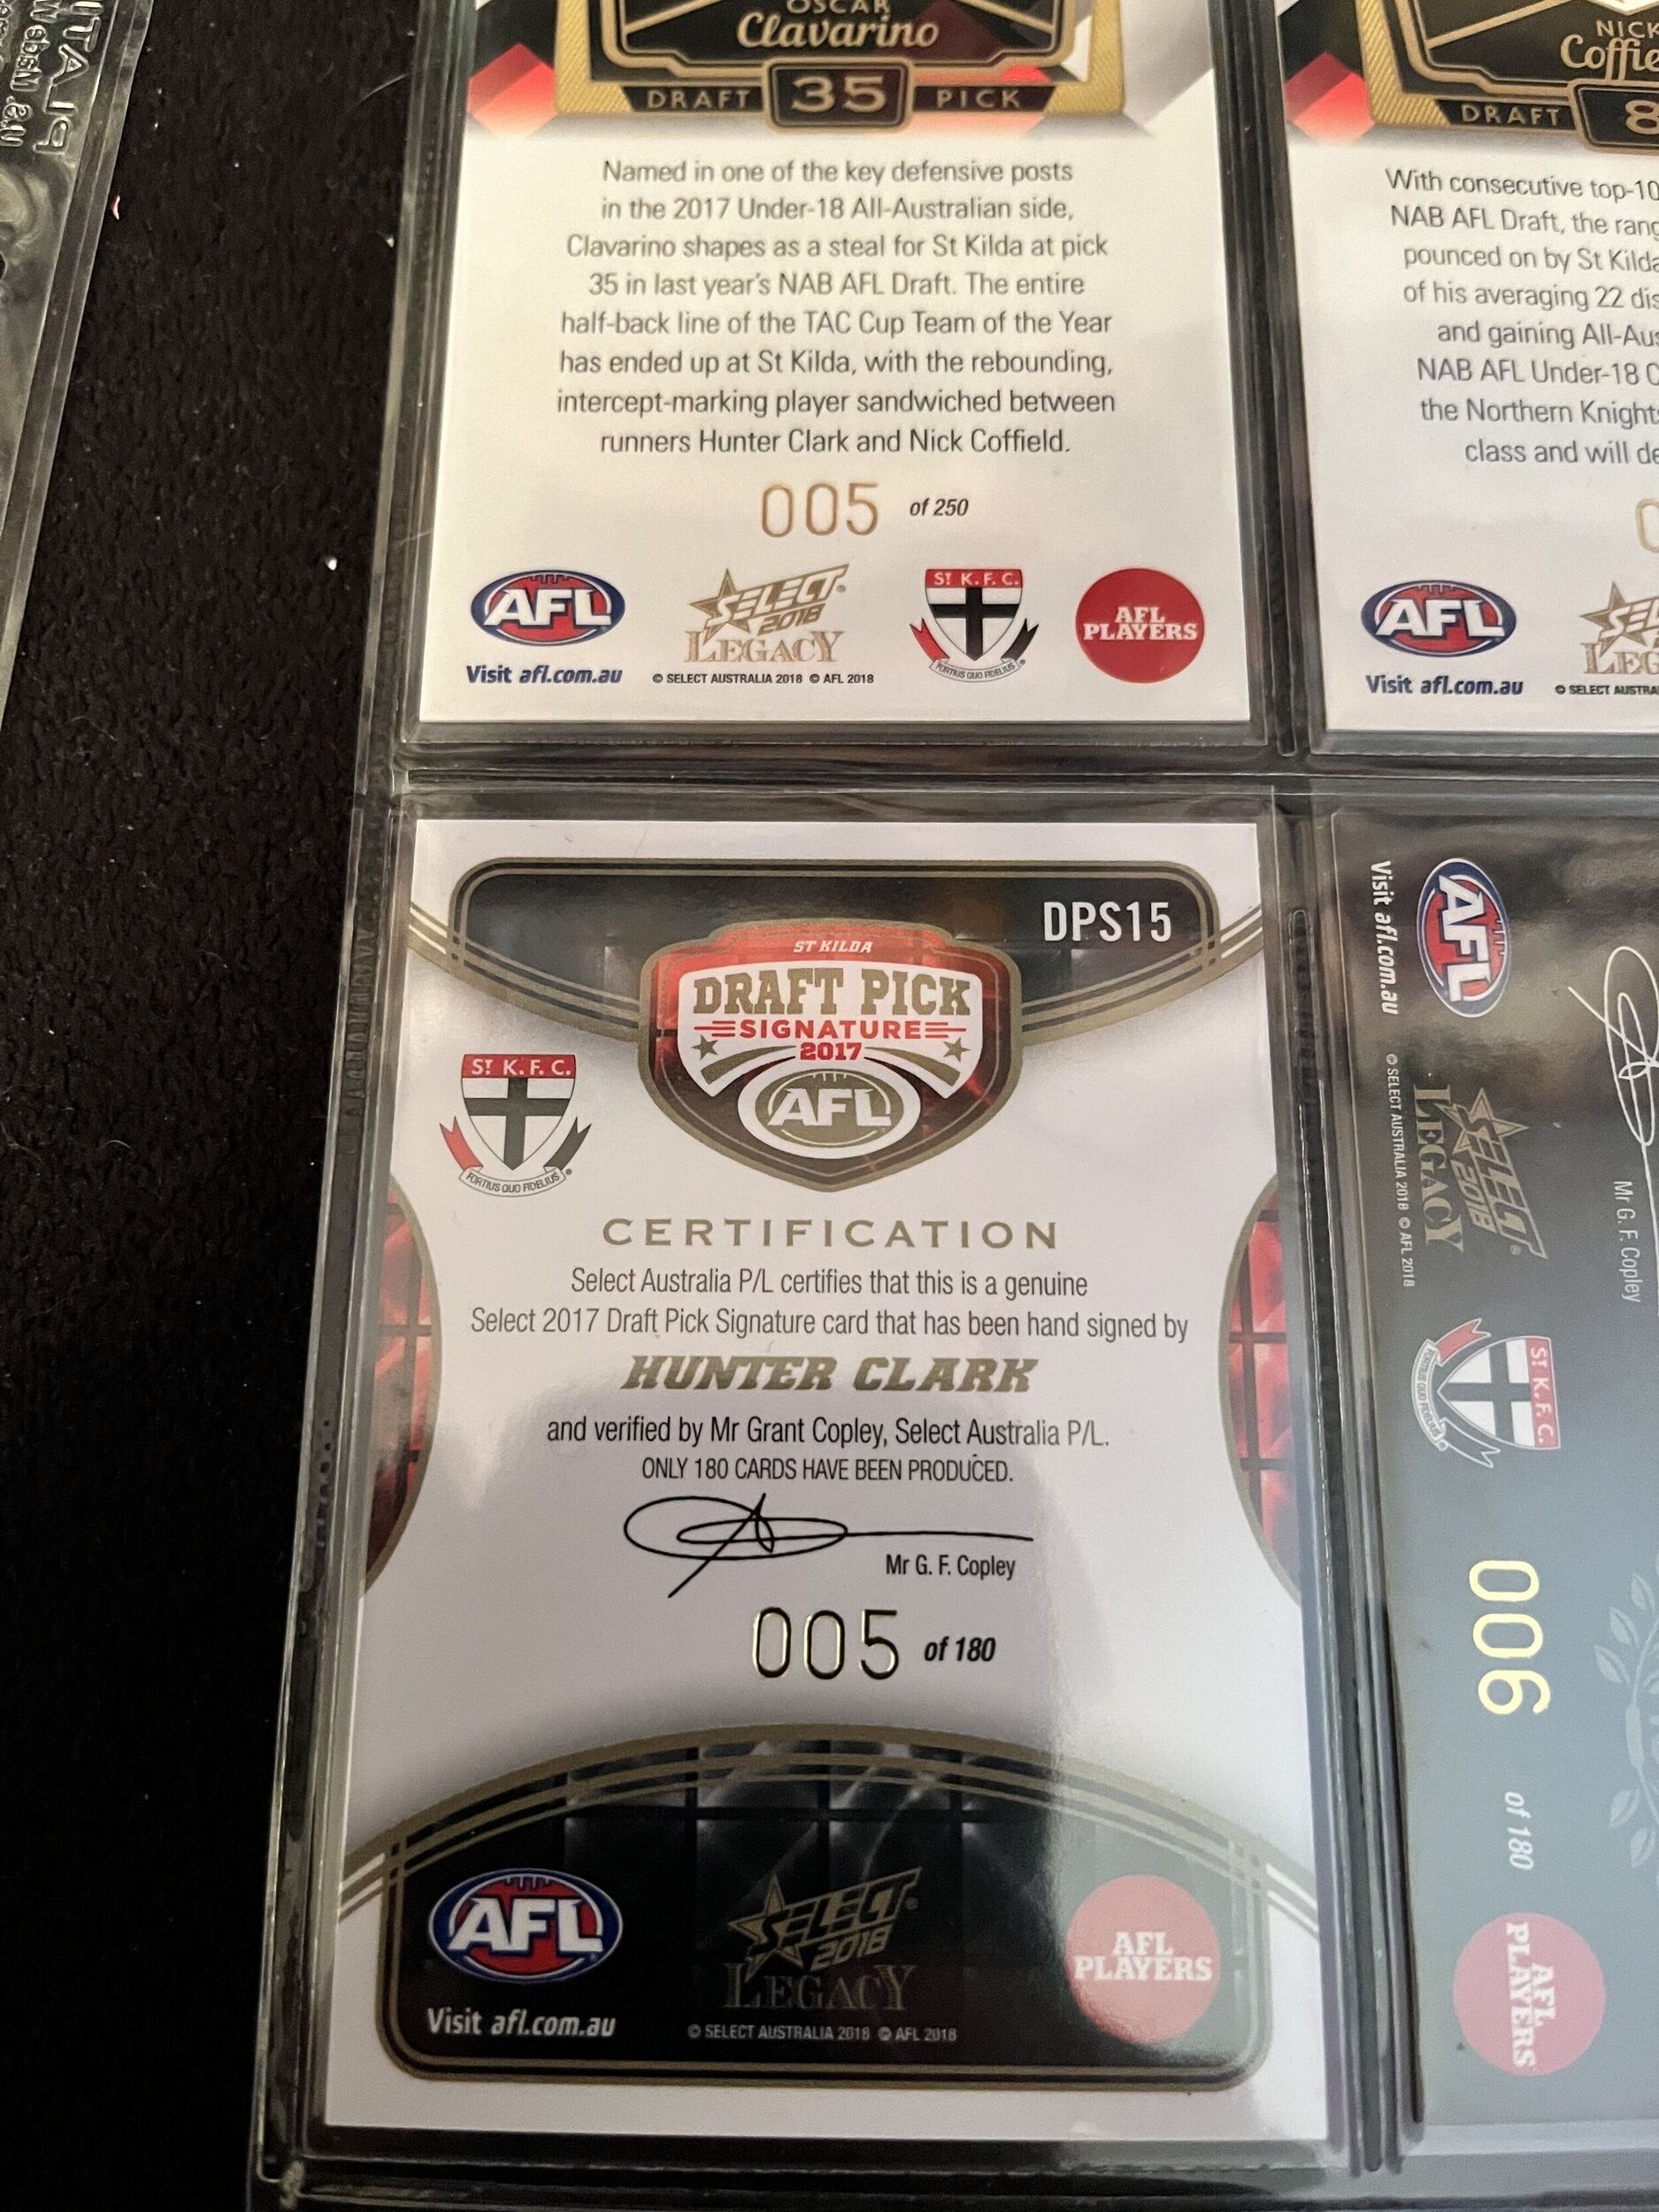 OSCAR
Clavarino
DRAFT 35 PICK
Named in one of the key defensive posts
in the 2017 Under-18 All-Australian side,
Clavarino shapes as a steal for St Kilda at pick
35 in last year's NAB AFL Draft. The entire
half-back line of the TAC Cup Team of the Year
has ended up at St Kilda, with the rebounding,
intercept-marking player sandwiched between
runners Hunter Clark and Nick Coffield.
005 of 250
AFL
Visit afl.com.au
SELECT
2018
LEGACY
© SELECT AUSTRALIA 2018 © AFL 2018
ST K.F.C.
FORTIUS QUO FIDELIUS
AFL
PLAYERS
NICK
DRAFT 8
With consecutive top-10
NAB AFL Draft, the
pounced on by St Kilda
of his averaging 22
and gaining
NAB AFL Under-18
the Northern
class and will
AFL
Visit afl.com.au
© SELECT
DPS15
ST KILDA
DRAFT PICK
SIGNATURE
2017
AFL
ST K.F.C.
FORTIUS QUO FIDELIUS
CERTIFICATION
Select Australia P/L certifies that this is a genuine
Select 2017 Draft Pick Signature card that has been hand signed by
HUNTER CLARK
and verified by Mr Grant Copley, Select Australia P/L.
ONLY 180 CARDS HAVE BEEN PRODUCED.
Mr G. F. Copley
005 of 180
AFL
Visit afl.com.au
SELECT
2018
LEGACY
© SELECT AUSTRALIA 2018 © AFL 2018
AFL
PLAYERS
Mr G. F. Copley
006 of 180
AFL
Visit afl.com.au
SELECT
2018
LEGACY
© SELECT AUSTRALIA 2018 © AFL 2018
ST K.F.C.
FORTIUS QUO FIDELIUS
AFL
PLAYERS